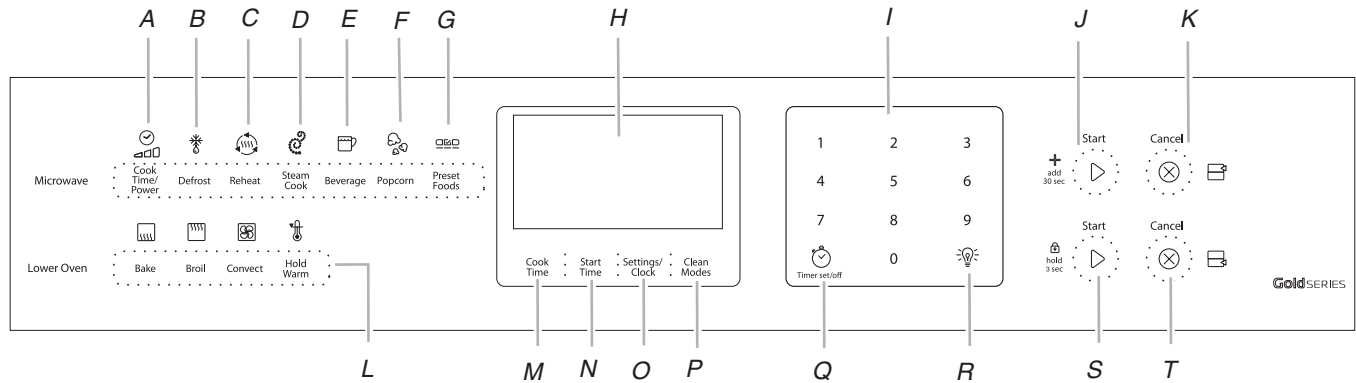 A B C D E F G H I J K
1 2 3
Start Cancel
Microwave
Cook
Time/
Power
Defrost
Reheat
Steam
Cook
Beverage
Popcorn
Preset
Foods
4 5 6
add
30 sec
7 8 9
Lower Oven
Bake
Broil
Convect
Hold
Warm
Cook
Time
Start
Time
Settings/
Clock
Clean
Modes
Timer set/off
0
Start Cancel
hold
3 sec
Gold SERIES
L M N O P Q R S T